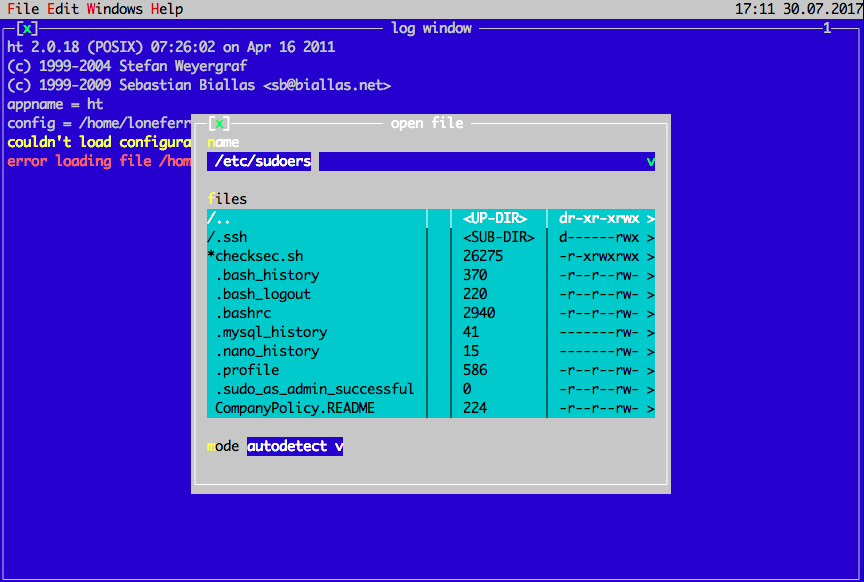 File Edit Windows Help 17:11 30.07.2017
[x] log window 1
ht 2.0.18 (POSIX) 07:26:02 on Apr 16 2011
(c) 1999-2004 Stefan Weyergraf
(c) 1999-2009 Sebastian Biallas <sb@biallas.net>
appname = ht
config = /home/loneferr
couldn't load configura
error loading file /hom
[x] open file
name
/etc/sudoers v
files
/.. <UP-DIR> dr-xr-xrwx >
/.ssh <SUB-DIR> d------rwx >
*checksec.sh 26275 -r-xrwxrwx >
.bash_history 370 -r--r--rw- >
.bash_logout 220 -r--r--rw- >
.bashrc 2940 -r--r--rw- >
.mysql_history 41 -------rw- >
.nano_history 15 -------rw- >
.profile 586 -r--r--rw- >
.sudo_as_admin_successful 0 -r--r--rw- >
CompanyPolicy.README 224 -r--r--rw- >
mode autodetect v